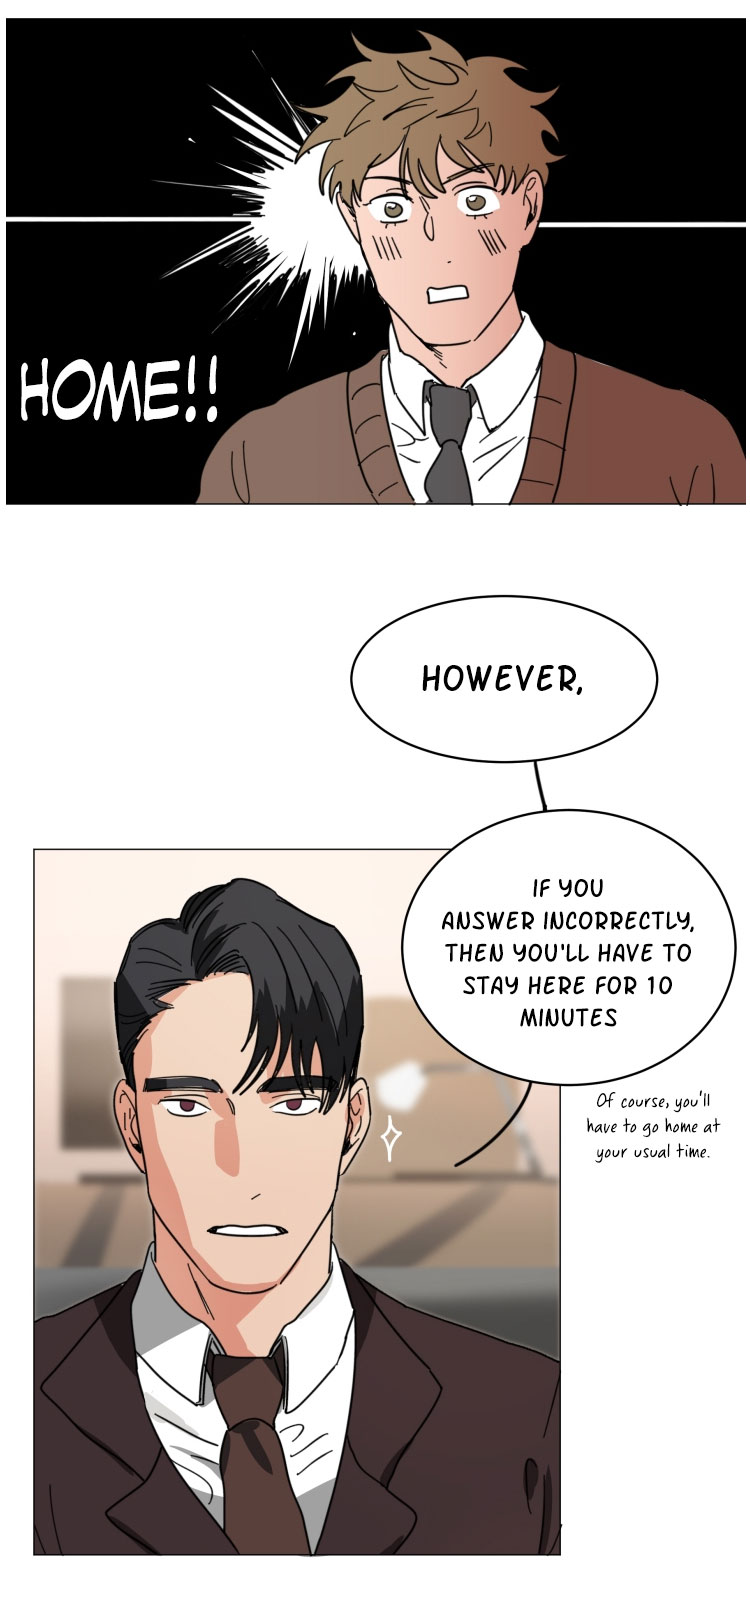 HOME!!
HOWEVER,
IF YOU
ANSWER INCORRECTLY,
THEN YOU'LL HAVE TO
STAY HERE FOR 10
MINUTES
Of course, you'll
have to go home at
your usual time.